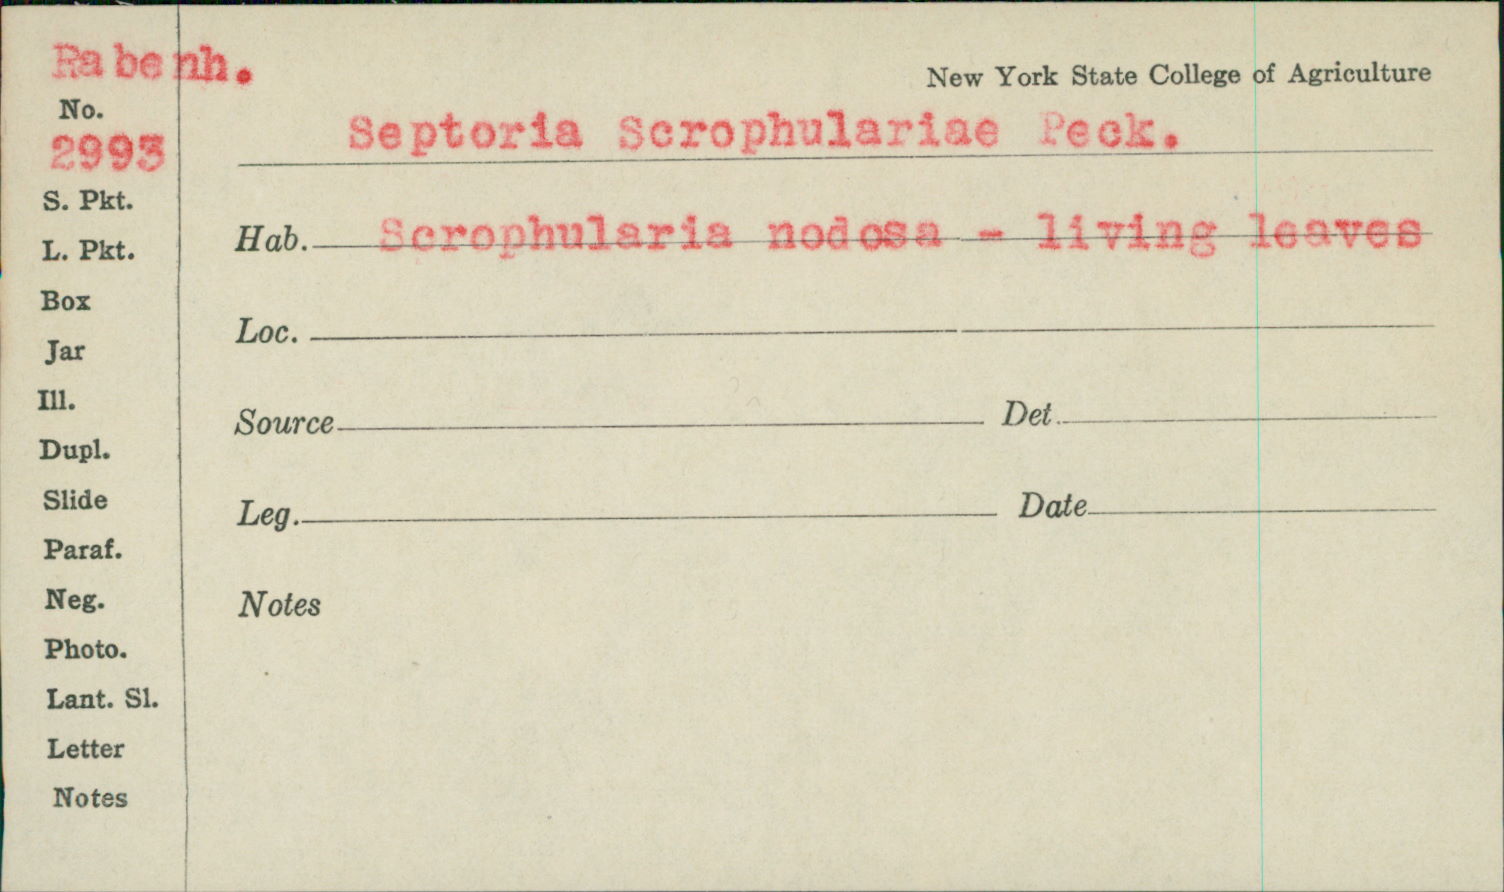 Rabenh.
New York State College of Agriculture
No.
2993
Septoria Scrophulariae Peck.
S. Pkt.
Hab. Scrophularia nodosa - living leaves
L. Pkt.
Box
Loc.
Jar
Ill.
Source Det.
Dupl.
Slide
Leg. Date
Paraf.
Neg.
Notes
Photo.
Lant. Sl.
Letter
Notes